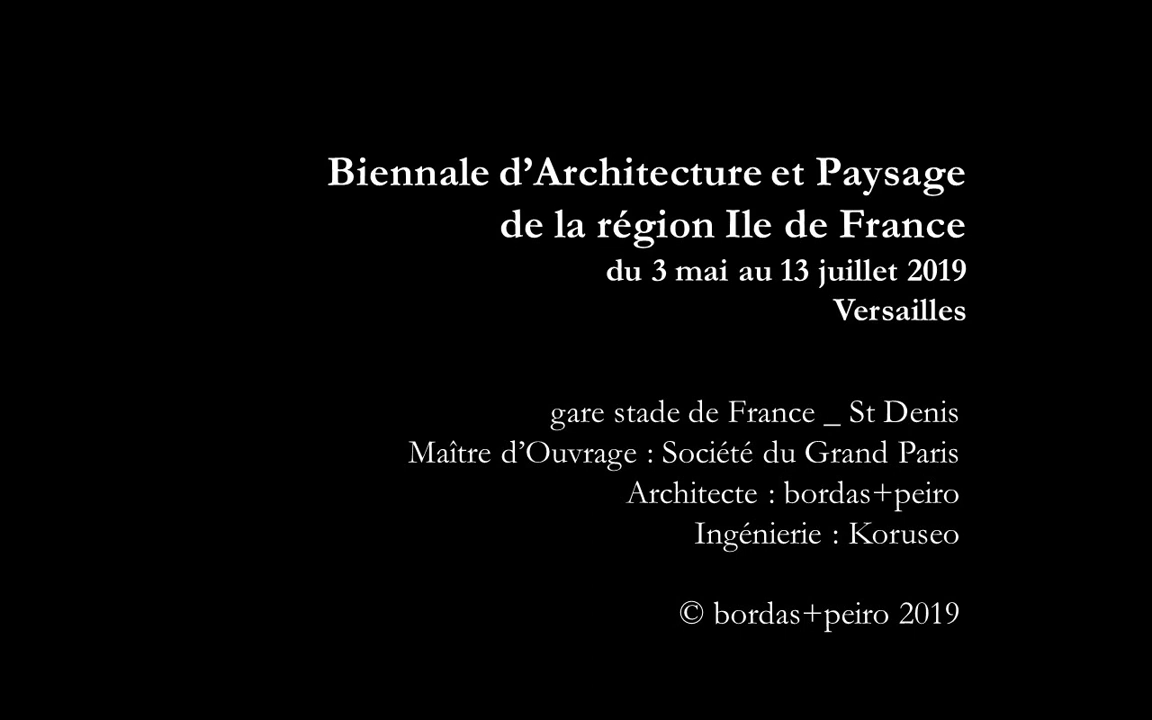 Biennale d’Architecture et Paysage
de la région Ile de France
du 3 mai au 13 juillet 2019
Versailles
gare stade de France _ St Denis
Maître d’Ouvrage : Société du Grand Paris
Architecte : bordas+peiro
Ingénierie : Koruseo
© bordas+peiro 2019